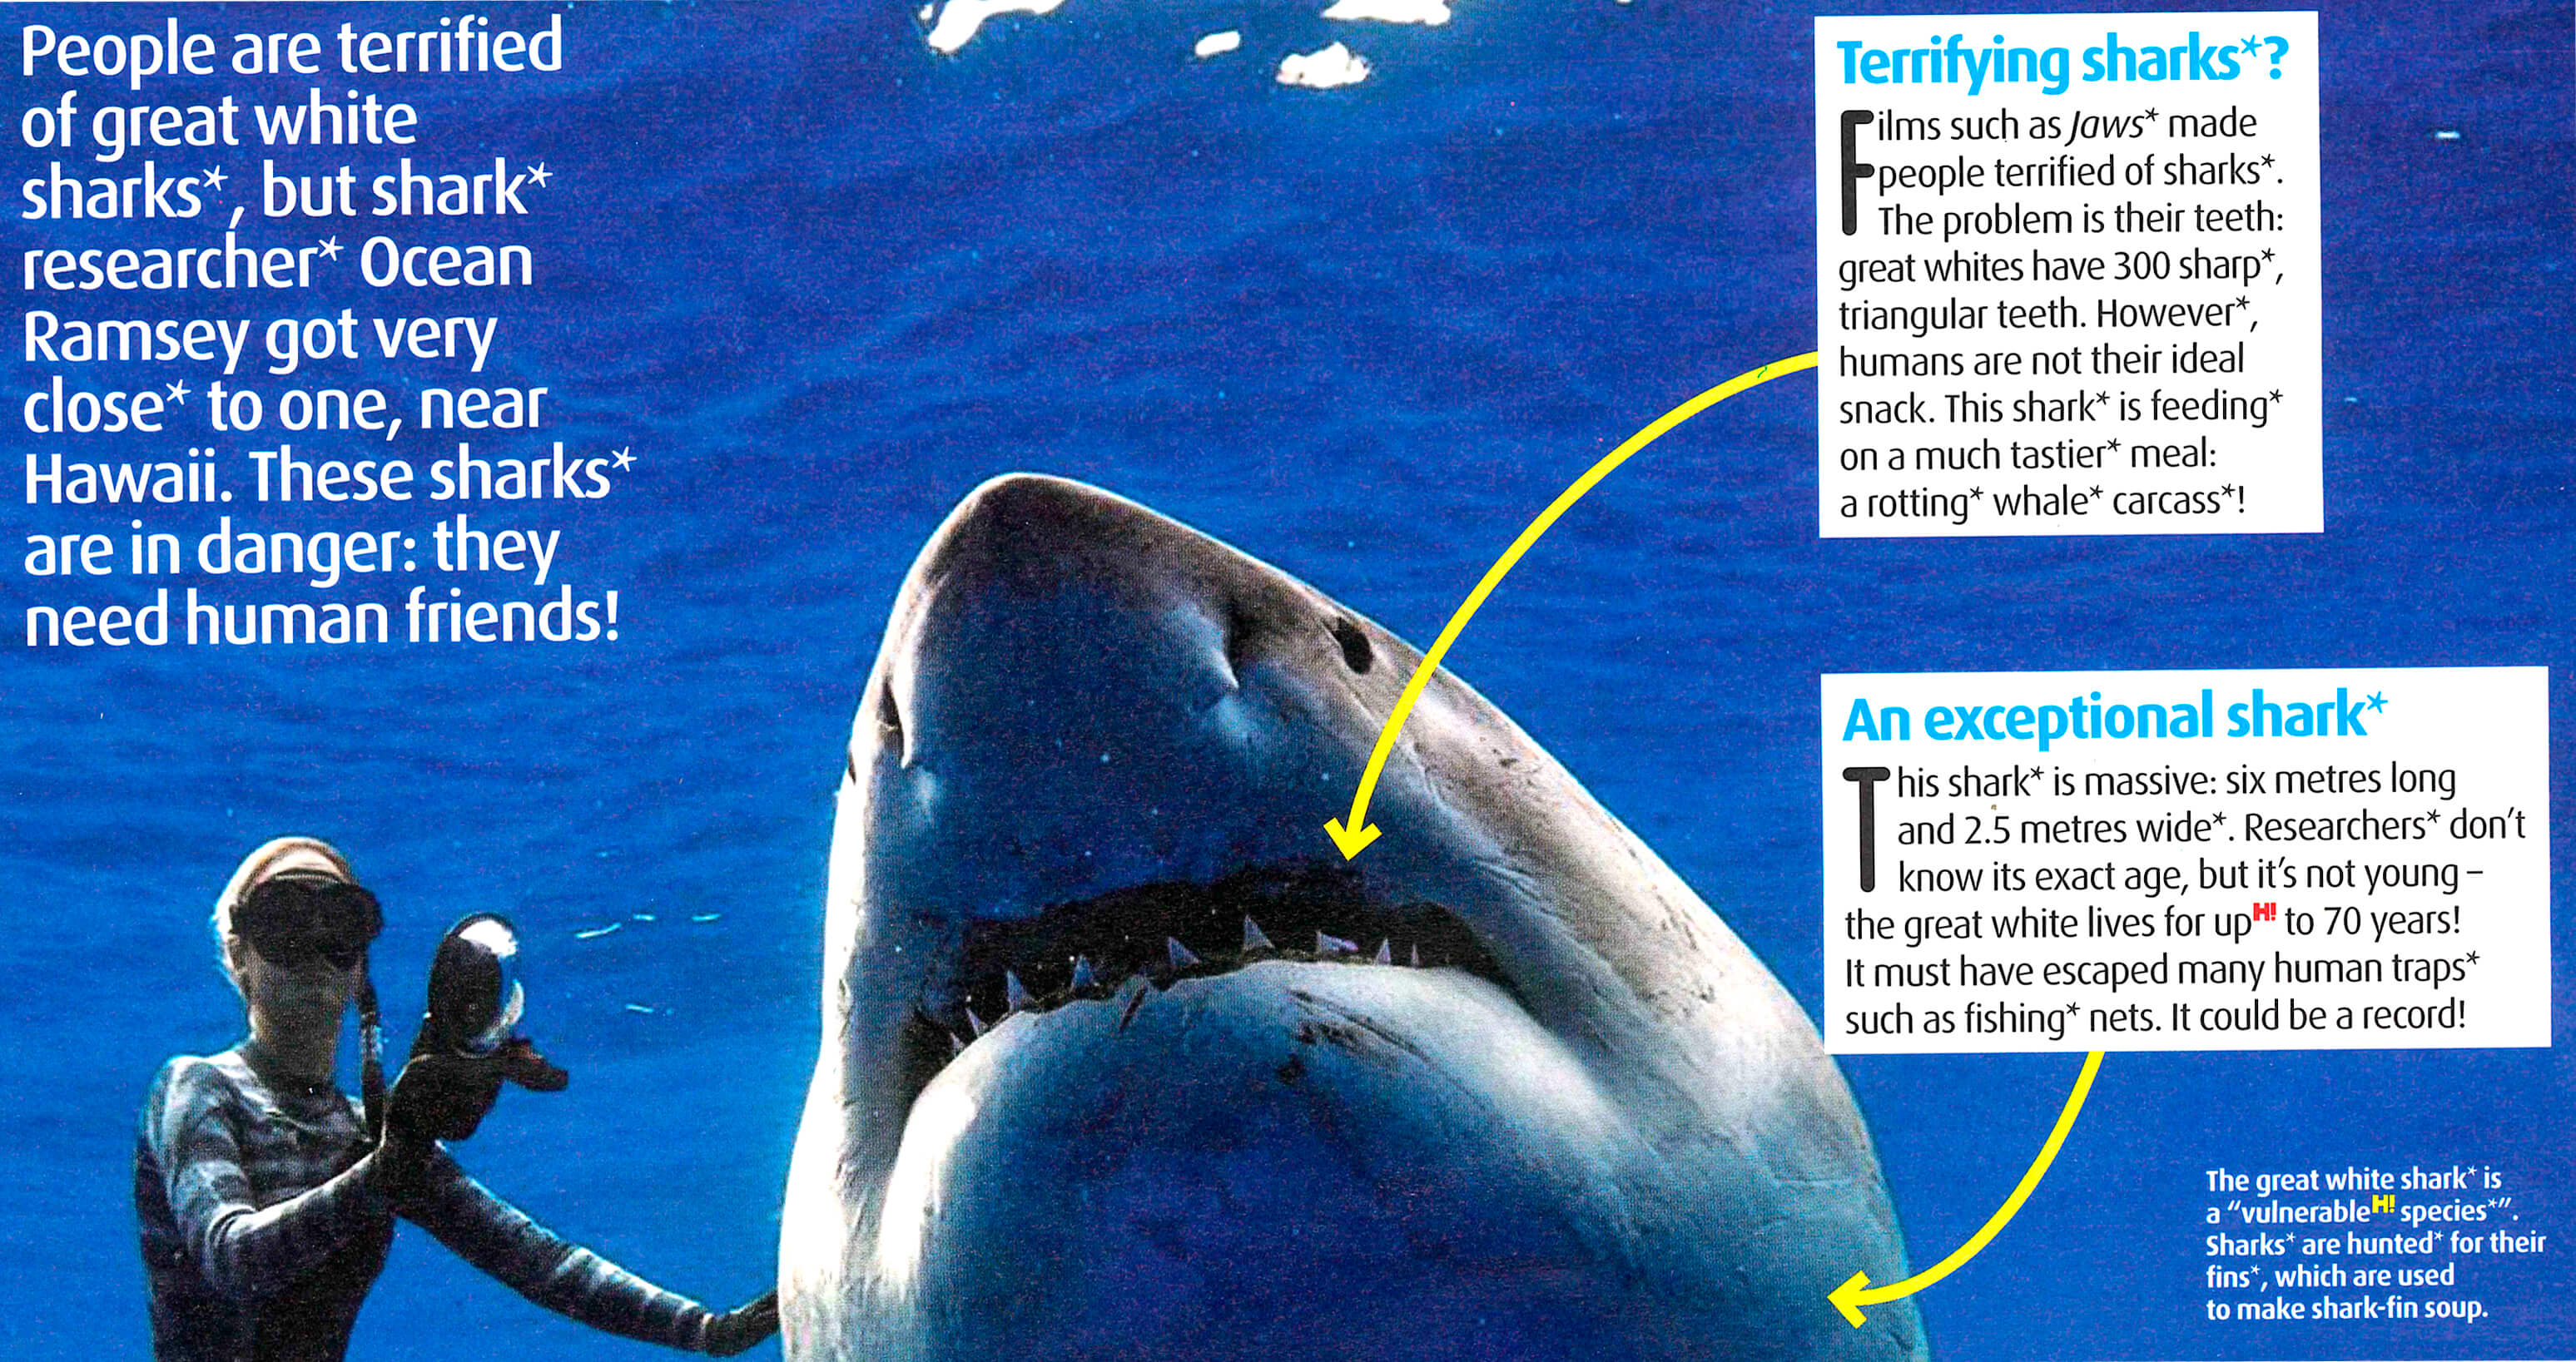 People are terrified
of great white
sharks*, but shark*
researcher* Ocean
Ramsey got very
close* to one, near
Hawaii. These sharks*
are in danger: they
need human friends!
Terrifying sharks*?
Films such as Jaws* made
people terrified of sharks*.
The problem is their teeth:
great whites have 300 sharp*,
triangular teeth. However*,
humans are not their ideal
snack. This shark* is feeding*
on a much tastier* meal:
a rotting* whale* carcass*!
An exceptional shark*
This shark* is massive: six metres long
and 2.5 metres wide*. Researchers* don't
know its exact age, but it's not young –
the great white lives for up H! to 70 years!
It must have escaped many human traps*
such as fishing* nets. It could be a record!
The great white shark* is
a "vulnerable H! species*".
Sharks* are hunted* for their
fins*, which are used
to make shark-fin soup.